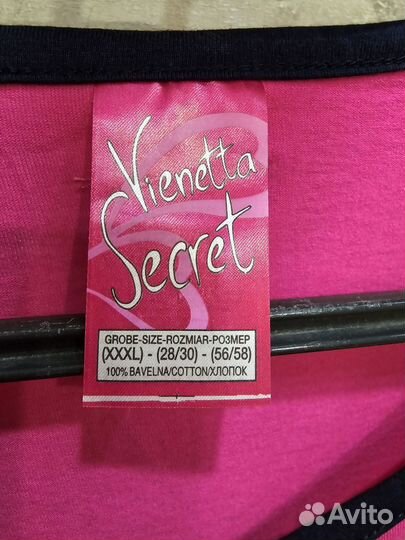 Vienetta
Secret
GROBE-SIZE-ROZMIAR-РОЗМЕР
(XXXL) - (28/30) - (56/58)
100% BAVELNA/COTTON/ХЛОПОК
Avito